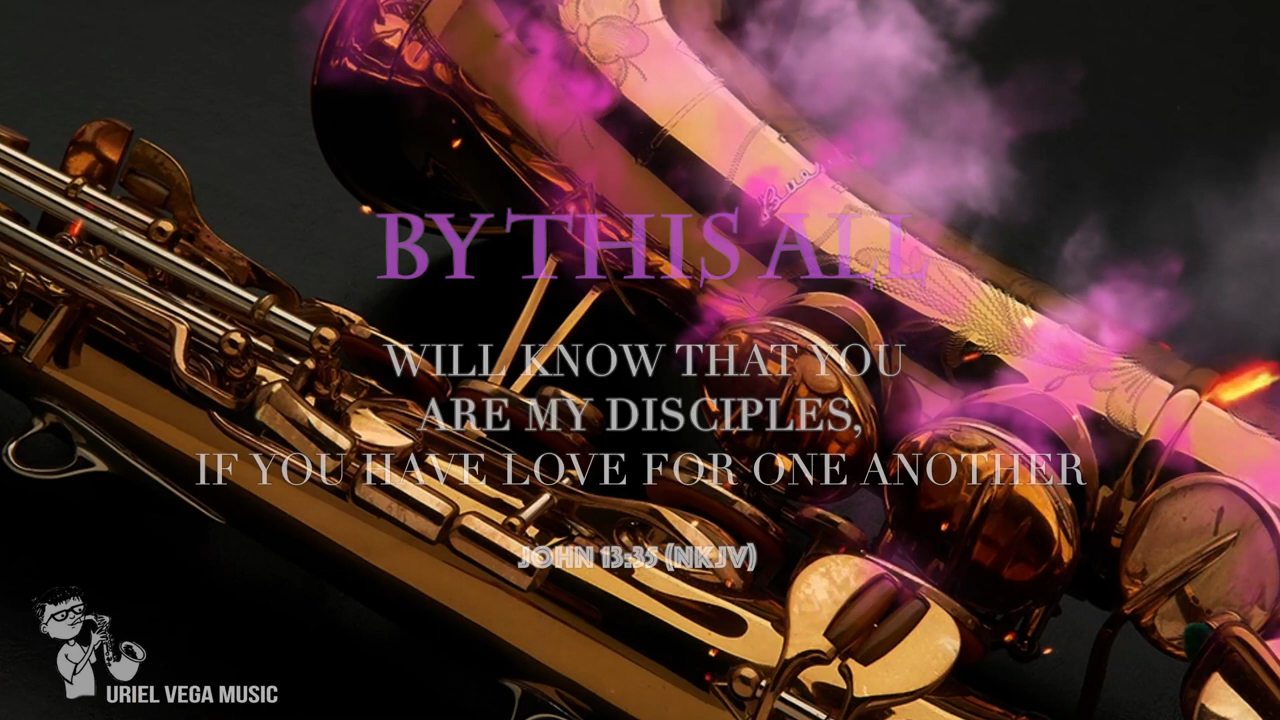 BY THIS ALL
WILL KNOW THAT YOU
ARE MY DISCIPLES,
IF YOU HAVE LOVE FOR ONE ANOTHER
JOHN 13:35 (NKJV)
URIEL VEGA MUSIC